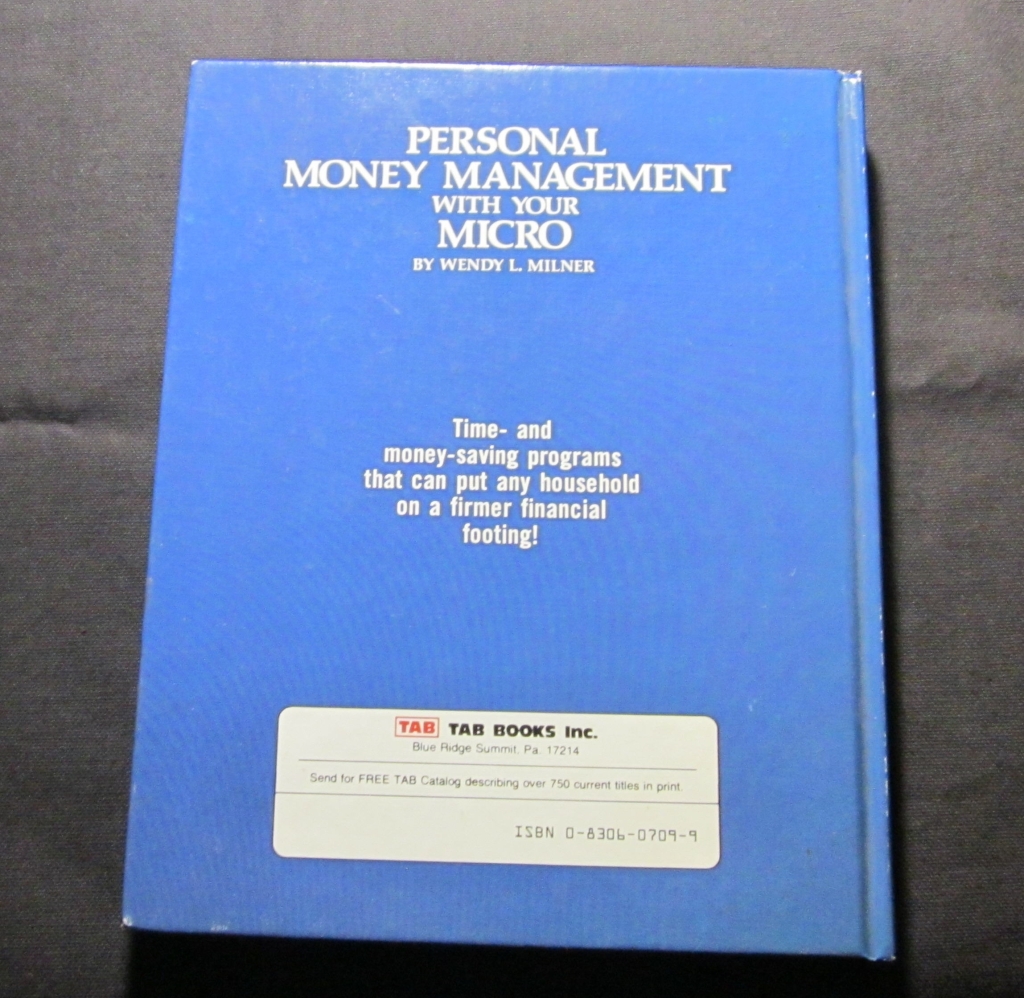 PERSONAL
MONEY MANAGEMENT
WITH YOUR
MICRO
BY WENDY L. MILNER
Time- and
money-saving programs
that can put any household
on a firmer financial
footing!
TAB TAB BOOKS Inc.
Blue Ridge Summit, Pa. 17214
Send for FREE TAB Catalog describing over 750 current titles in print.
ISBN 0-8306-0709-9